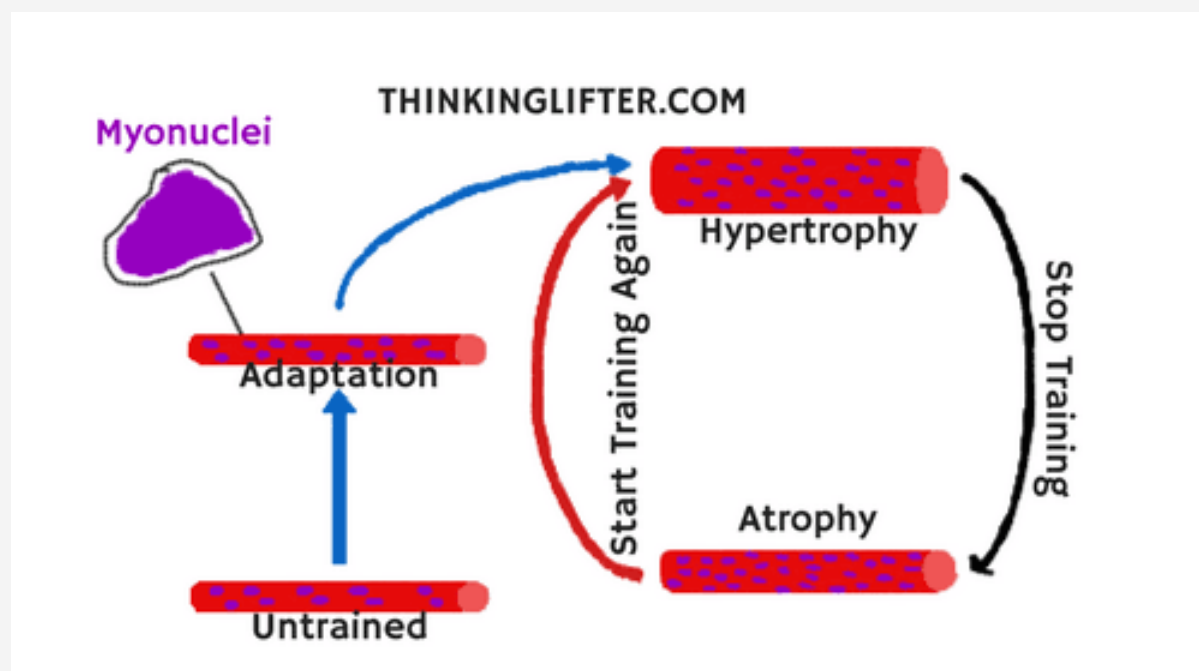 THINKINGLIFTER.COM
Myonuclei
Hypertrophy
Start Training Again
Stop Training
Adaptation
Atrophy
Untrained